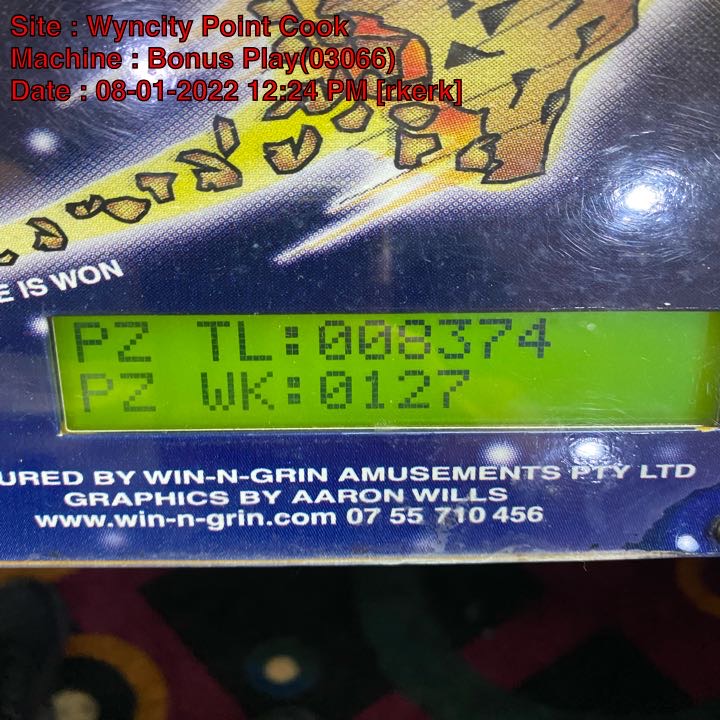 Site : Wyncity Point Cook
Machine : Bonus Play(03066)
Date : 08-01-2022 12:24 PM [rkerk]
E IS WON
PZ TL:008374
PZ WK:0127
URED BY WIN-N-GRIN AMUSEMENTS PTY LTD
GRAPHICS BY AARON WILLS
www.win-n-grin.com 07 55 710 456